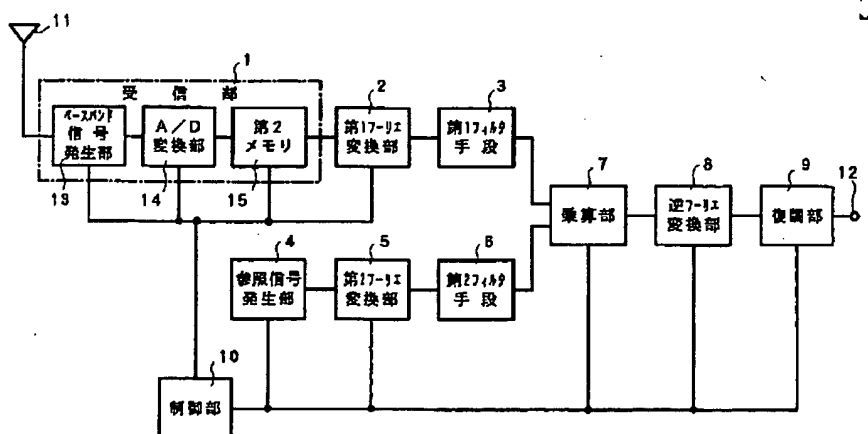 11
1
受信部
2
3
ベースバンド
信号
発生部
A/D
変換部
第2
メモリ
第1フーリエ
変換部
第1フィルタ
手段
13
14
15
7
8
9
12
乗算部
逆フーリエ
変換部
復調部
4
5
6
参照信号
発生部
第2フーリエ
変換部
第2フィルタ
手段
10
制御部